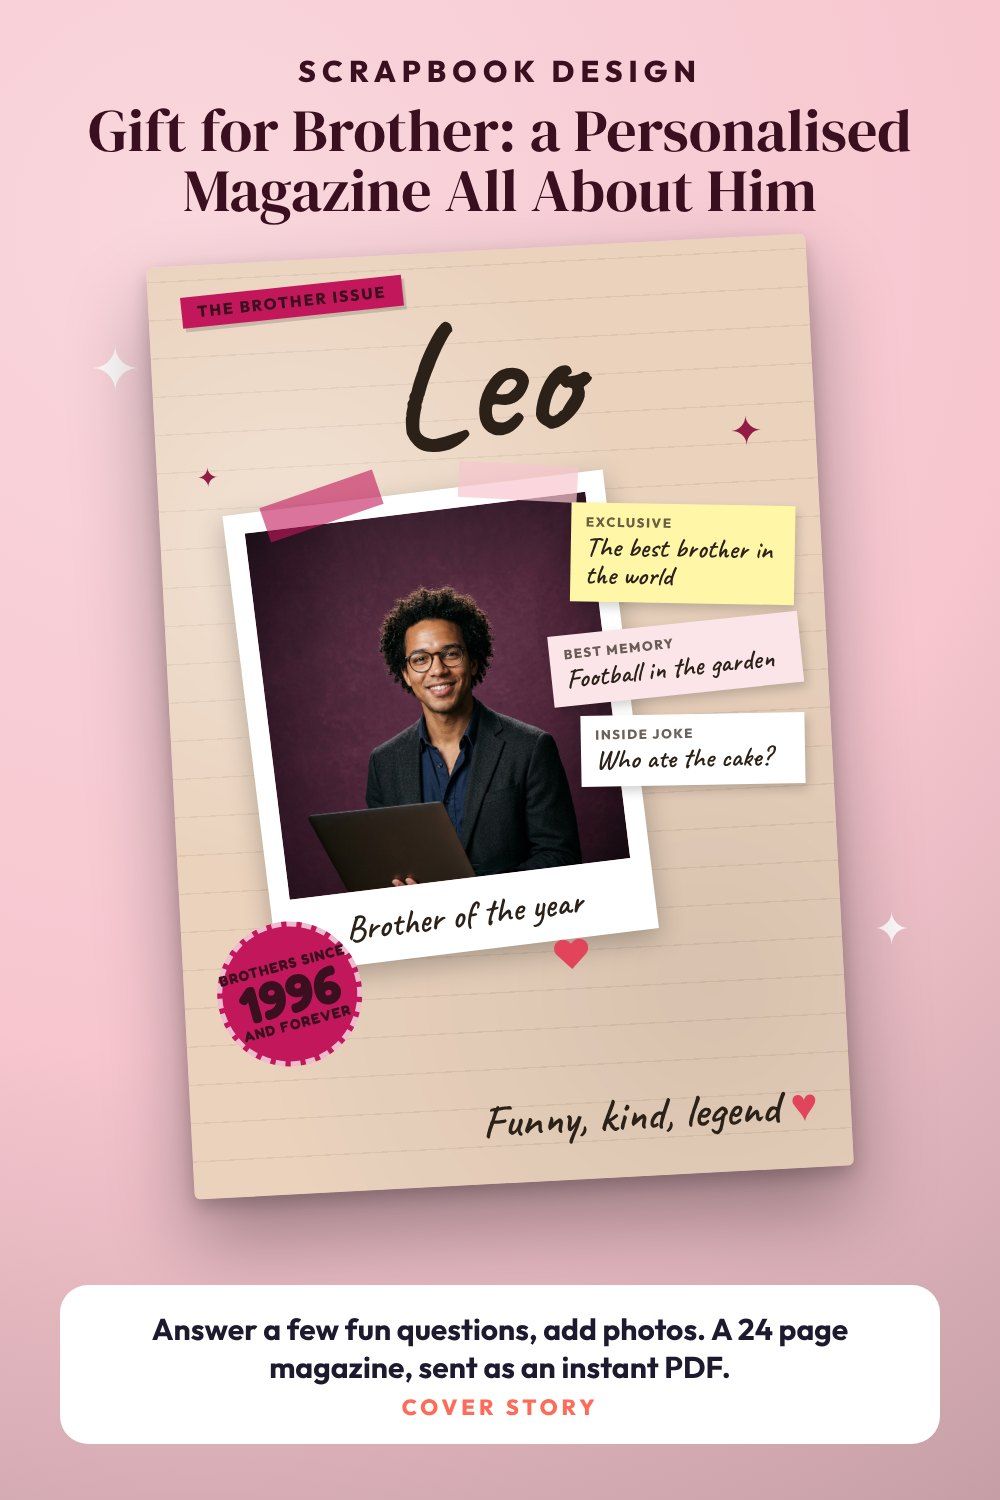 SCRAPBOOK DESIGN
Gift for Brother: a Personalised
Magazine All About Him
THE BROTHER ISSUE
Leo
EXCLUSIVE
The best brother in
the world
BEST MEMORY
Football in the garden
INSIDE JOKE
Who ate the cake?
Brother of the year
BROTHERS SINCE
1996
AND FOREVER
Funny, kind, legend
Answer a few fun questions, add photos. A 24 page
magazine, sent as an instant PDF.
COVER STORY